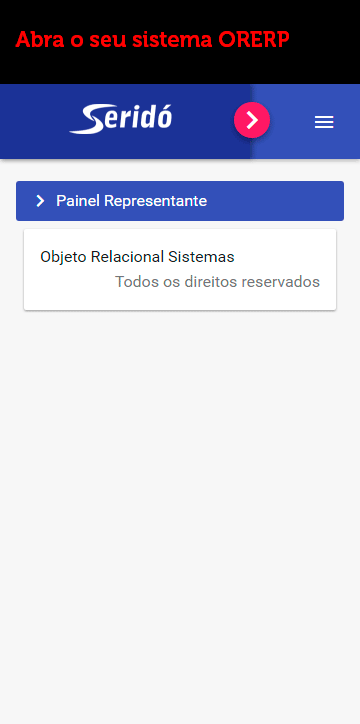 Abra o seu sistema ORERP
Seridó
Painel Representante
Objeto Relacional Sistemas
Todos os direitos reservados